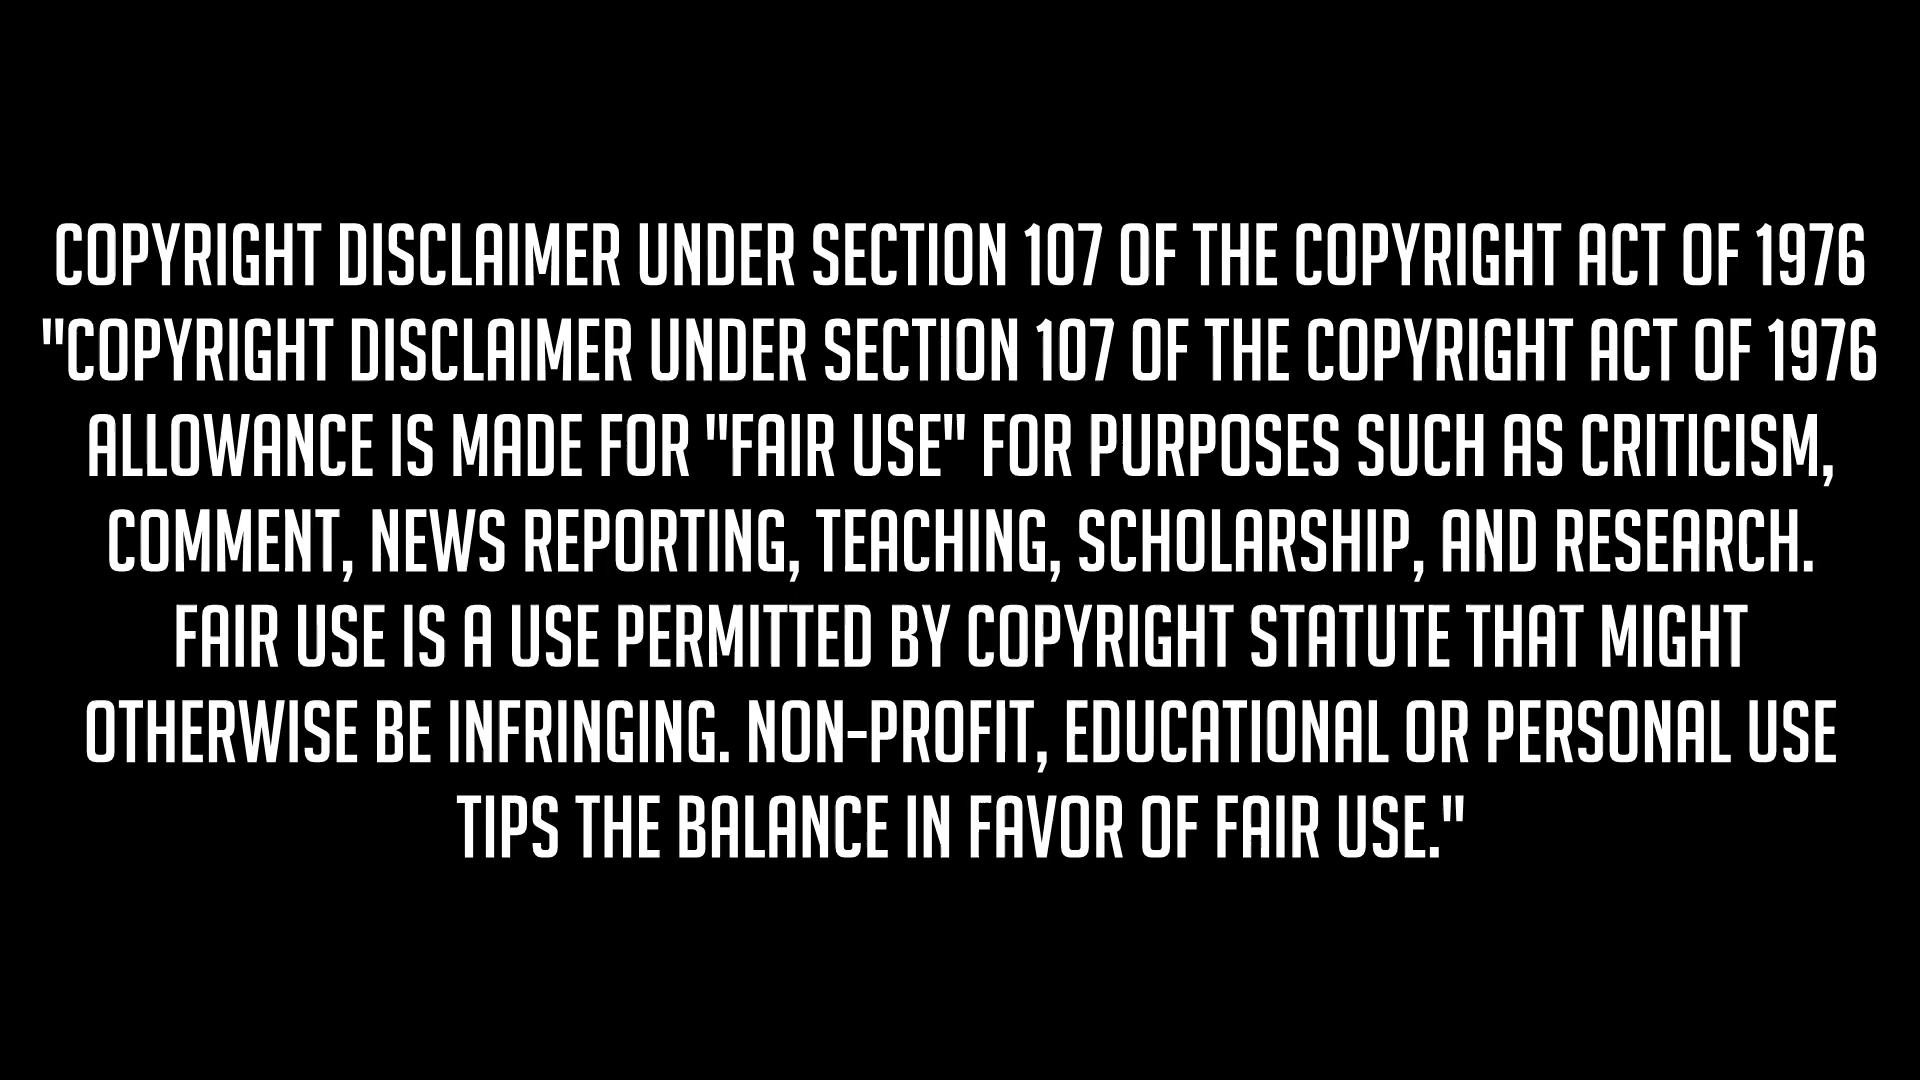 COPYRIGHT DISCLAIMER UNDER SECTION 107 OF THE COPYRIGHT ACT OF 1976
"COPYRIGHT DISCLAIMER UNDER SECTION 107 OF THE COPYRIGHT ACT OF 1976
ALLOWANCE IS MADE FOR "FAIR USE" FOR PURPOSES SUCH AS CRITICISM,
COMMENT, NEWS REPORTING, TEACHING, SCHOLARSHIP, AND RESEARCH.
FAIR USE IS A USE PERMITTED BY COPYRIGHT STATUTE THAT MIGHT
OTHERWISE BE INFRINGING. NON-PROFIT, EDUCATIONAL OR PERSONAL USE
TIPS THE BALANCE IN FAVOR OF FAIR USE."